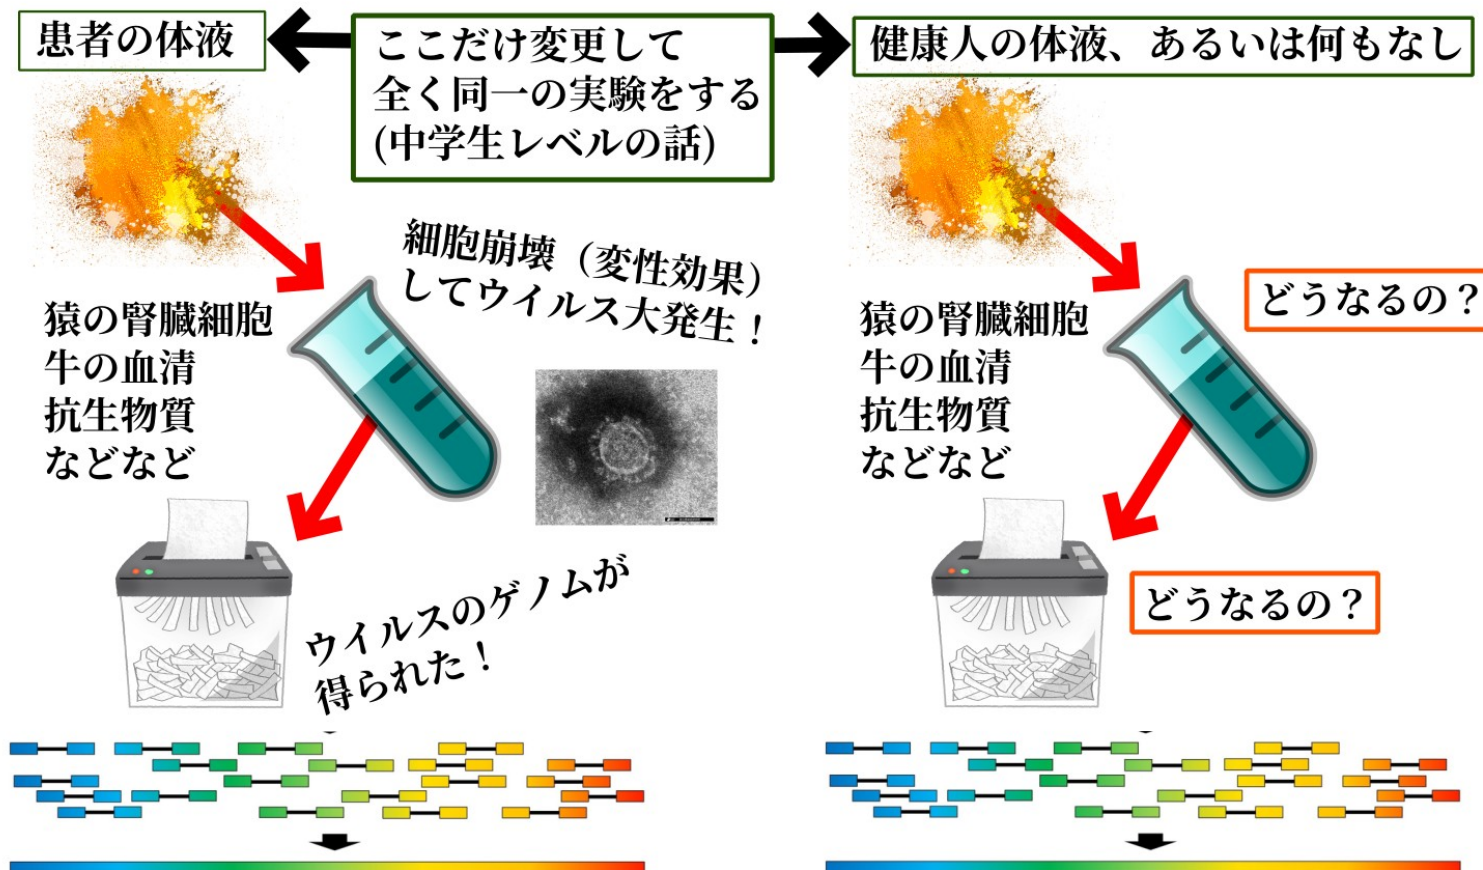 患者の体液
ここだけ変更して
全く同一の実験をする
(中学生レベルの話)
健康人の体液、あるいは何もなし
細胞崩壊（変性効果）
してウイルス大発生！
猿の腎臓細胞
牛の血清
抗生物質
などなど
ウイルスのゲノムが
得られた！
どうなるの？
猿の腎臓細胞
牛の血清
抗生物質
などなど
どうなるの？